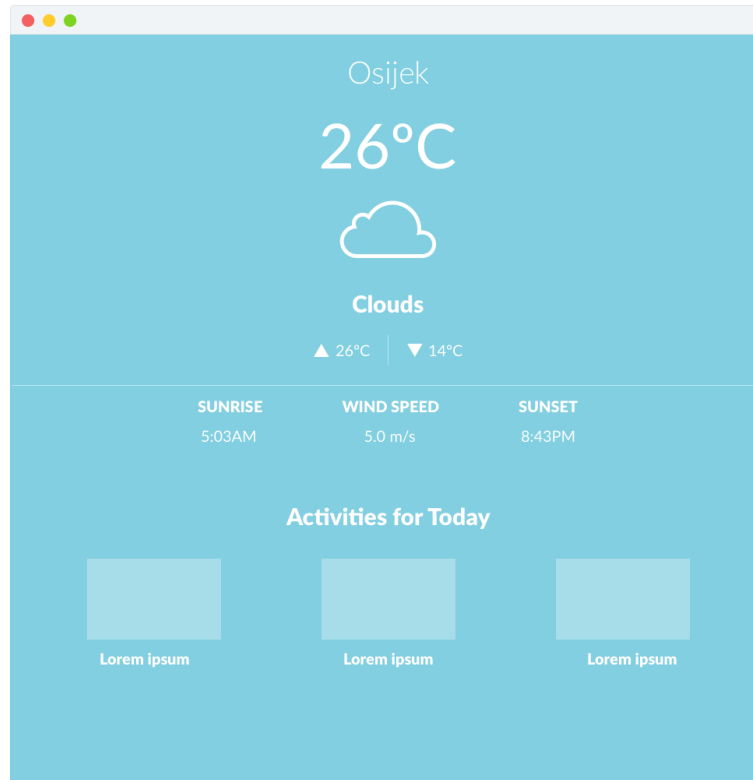 Osijek
26°C
Clouds
26°C 14°C
SUNRISE WIND SPEED SUNSET
5:03AM 5.0 m/s 8:43PM
Activities for Today
Lorem ipsum Lorem ipsum Lorem ipsum